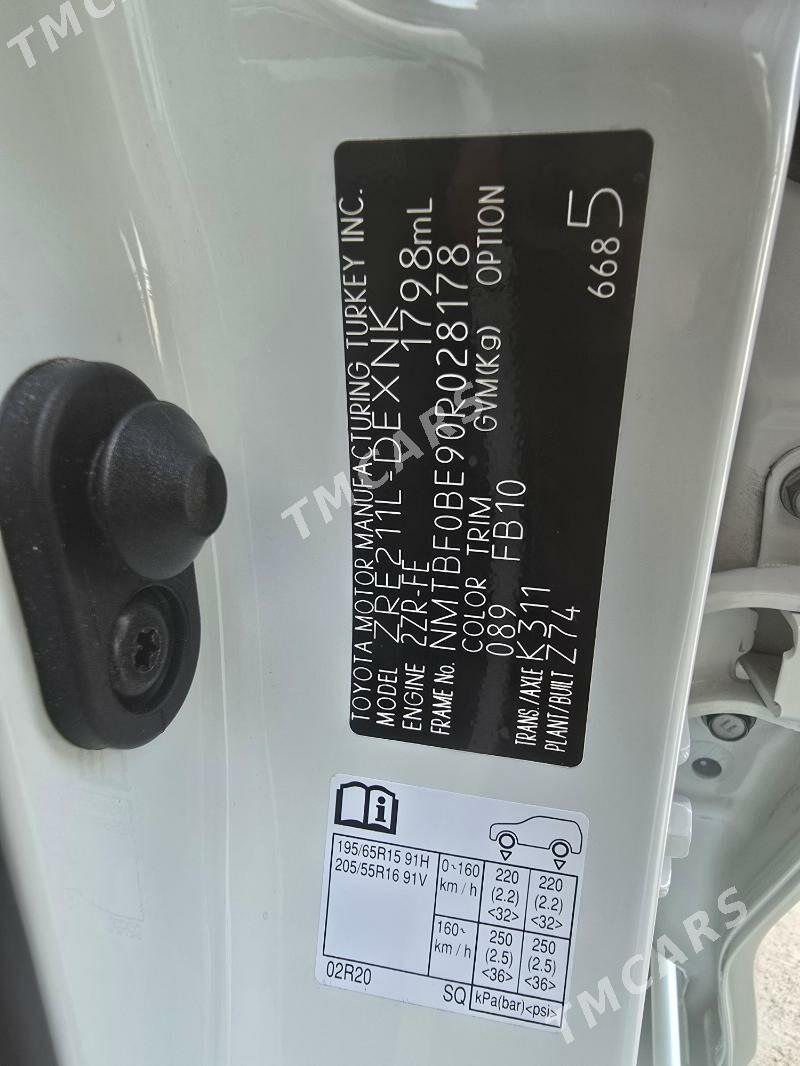 TMCARS
TOYOTA MOTOR MANUFACTURING TURKEY INC.
MODEL ZRE211L-DEXNK
ENGINE 2ZR-FE 1798mL
FRAME No. NMTBF0BE90R028178
COLOR TRIM GVM(Kg) OPTION
089 FB10
TRANS./AXLE K311
PLANT/BUILT Z74
6685
TMCARS
195/65R15 91H
205/55R16 91V
0~160 km/h
220 (2.2) <32>
220 (2.2) <32>
160~ km/h
250 (2.5) <36>
250 (2.5) <36>
02R20
SQ
kPa(bar)<psi>
TMCARS